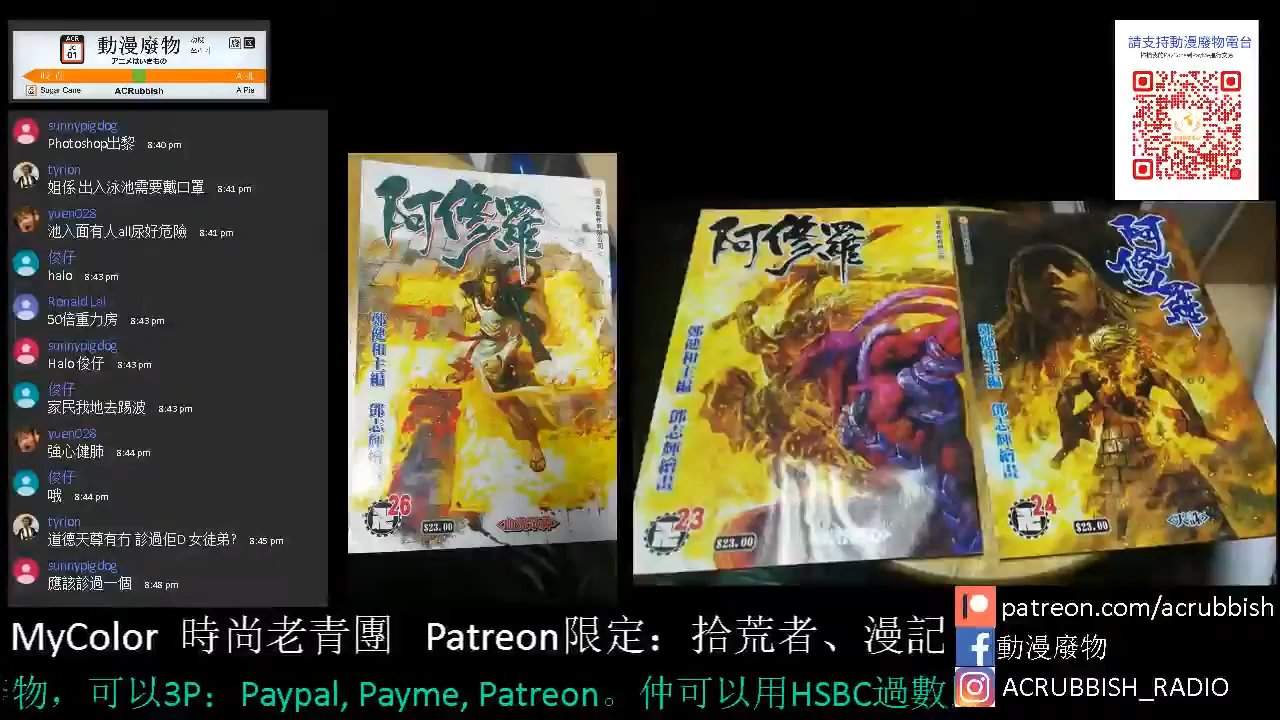 ACR
01
動漫廢物
アニメはいきもの
Sugar Cane
ACRubbish
A Pie
請支持動漫廢物電台
sunnypigdog
Photoshop出黎 8:40 pm
tyrion
姐係 出入泳池需要戴口罩 8:41 pm
yuen028
池入面有人all尿好危險 8:41 pm
俊仔
halo 8:43 pm
Ronald Lai
50倍重力房 8:43 pm
sunnypigdog
Halo 俊仔 8:43 pm
俊仔
家民我地去踢波 8:43 pm
yuen028
強心健肺 8:44 pm
俊仔
哦 8:44 pm
tyrion
道德天尊有冇 診過佢D 女徒弟? 8:45 pm
sunnypigdog
應該診過一個 8:48 pm
阿修羅
鄭健和主編
鄧志輝繪畫
26
$23.00
阿修羅
鄭健和主編
鄧志輝繪畫
23
$23.00
阿修羅
鄭健和主編
鄧志輝繪畫
24
$23.00
MyColor 時尚老青團 Patreon限定：拾荒者、漫記
物，可以3P：Paypal, Payme, Patreon。仲可以用HSBC過數
patreon.com/acrubbish
動漫廢物
ACRUBBISH_RADIO